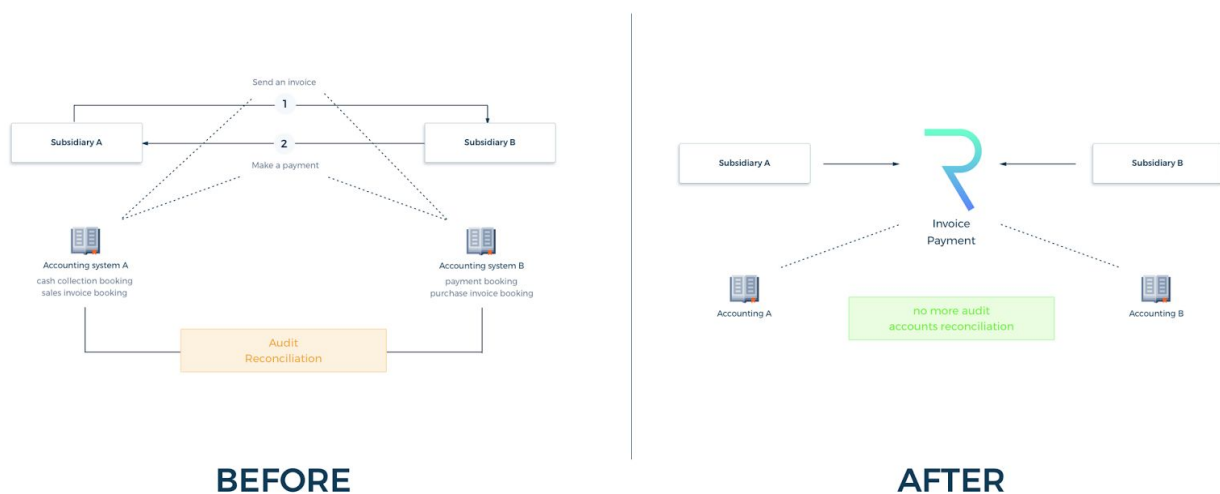 Send an invoice
1
Subsidiary A
2
Subsidiary B
Make a payment
Accounting system A
cash collection booking
sales invoice booking
Accounting system B
payment booking
purchase invoice booking
Audit
Reconciliation
BEFORE
Subsidiary A
Subsidiary B
Invoice
Payment
Accounting A
no more audit
accounts reconciliation
Accounting B
AFTER